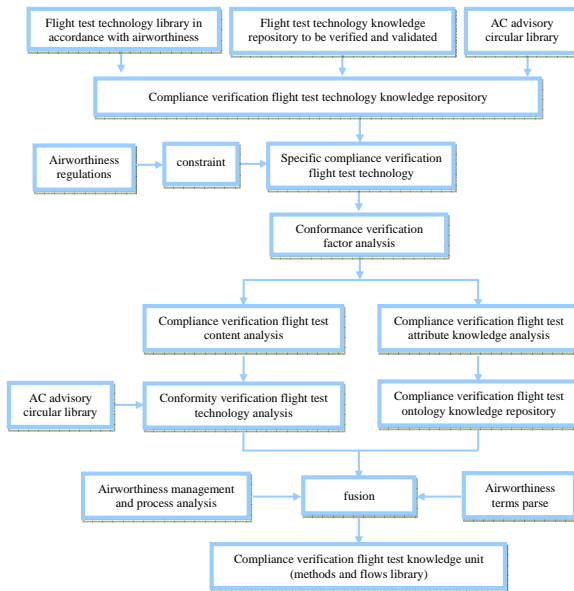 Flight test technology library in
accordance with airworthiness
Flight test technology knowledge
repository to be verified and validated
AC advisory
circular library
Compliance verification flight test technology knowledge repository
Airworthiness
regulations
constraint
Specific compliance verification
flight test technology
Conformance verification
factor analysis
Compliance verification flight test
content analysis
Compliance verification flight test
attribute knowledge analysis
AC advisory
circular library
Conformity verification flight test
technology analysis
Compliance verification flight test
ontology knowledge repository
Airworthiness management
and process analysis
fusion
Airworthiness
terms parse
Compliance verification flight test knowledge unit
(methods and flows library)